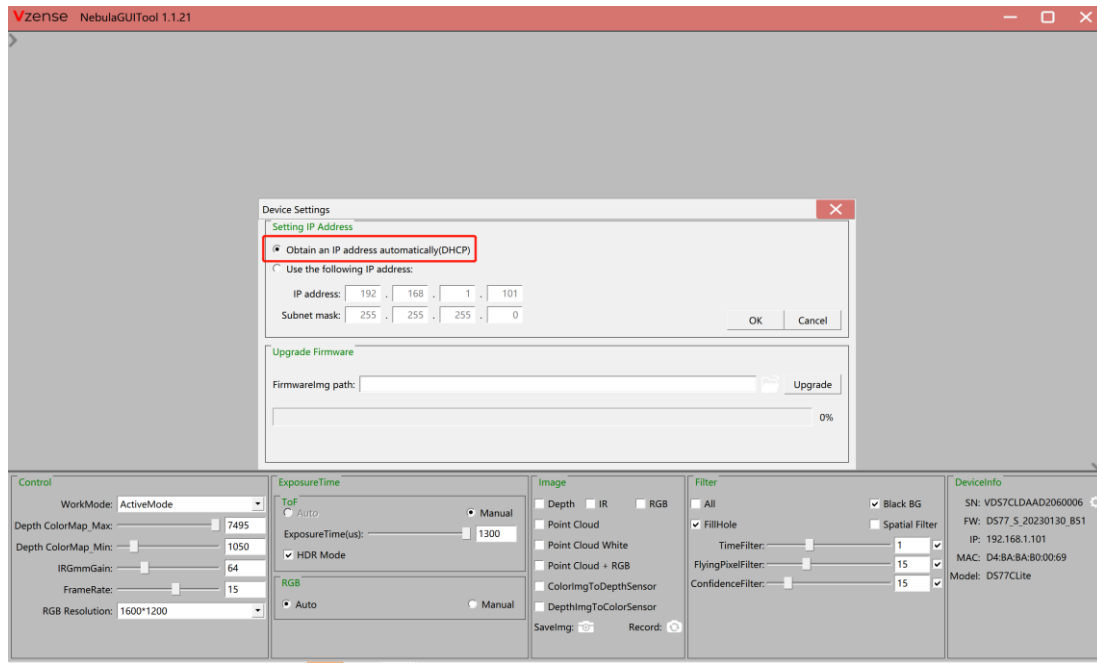 Vzense NebulaGUITool 1.1.21
Device Settings
Setting IP Address
Obtain an IP address automatically(DHCP)
Use the following IP address:
IP address: 192 . 168 . 1 . 101
Subnet mask: 255 . 255 . 255 . 0
OK Cancel
Upgrade Firmware
FirmwareImg path: Upgrade
0%
Control
WorkMode: ActiveMode
Depth ColorMap_Max: 7495
Depth ColorMap_Min: 1050
IRGmmGain: 64
FrameRate: 15
RGB Resolution: 1600*1200
ExposureTime
ToF
Auto Manual
ExposureTime(us): 1300
HDR Mode
RGB
Auto Manual
Image
Depth IR RGB
Point Cloud
Point Cloud White
Point Cloud + RGB
ColorImgToDepthSensor
DepthImgToColorSensor
SaveImg: Record:
Filter
All Black BG
FillHole Spatial Filter
TimeFilter: 1
FlyingPixelFilter: 15
ConfidenceFilter: 15
DeviceInfo
SN: VDS77CLDAAD2060006
FW: DS77_S_20230130_B51
IP: 192.168.1.101
MAC: D4:BA:BA:B0:00:69
Model: DS77CLite